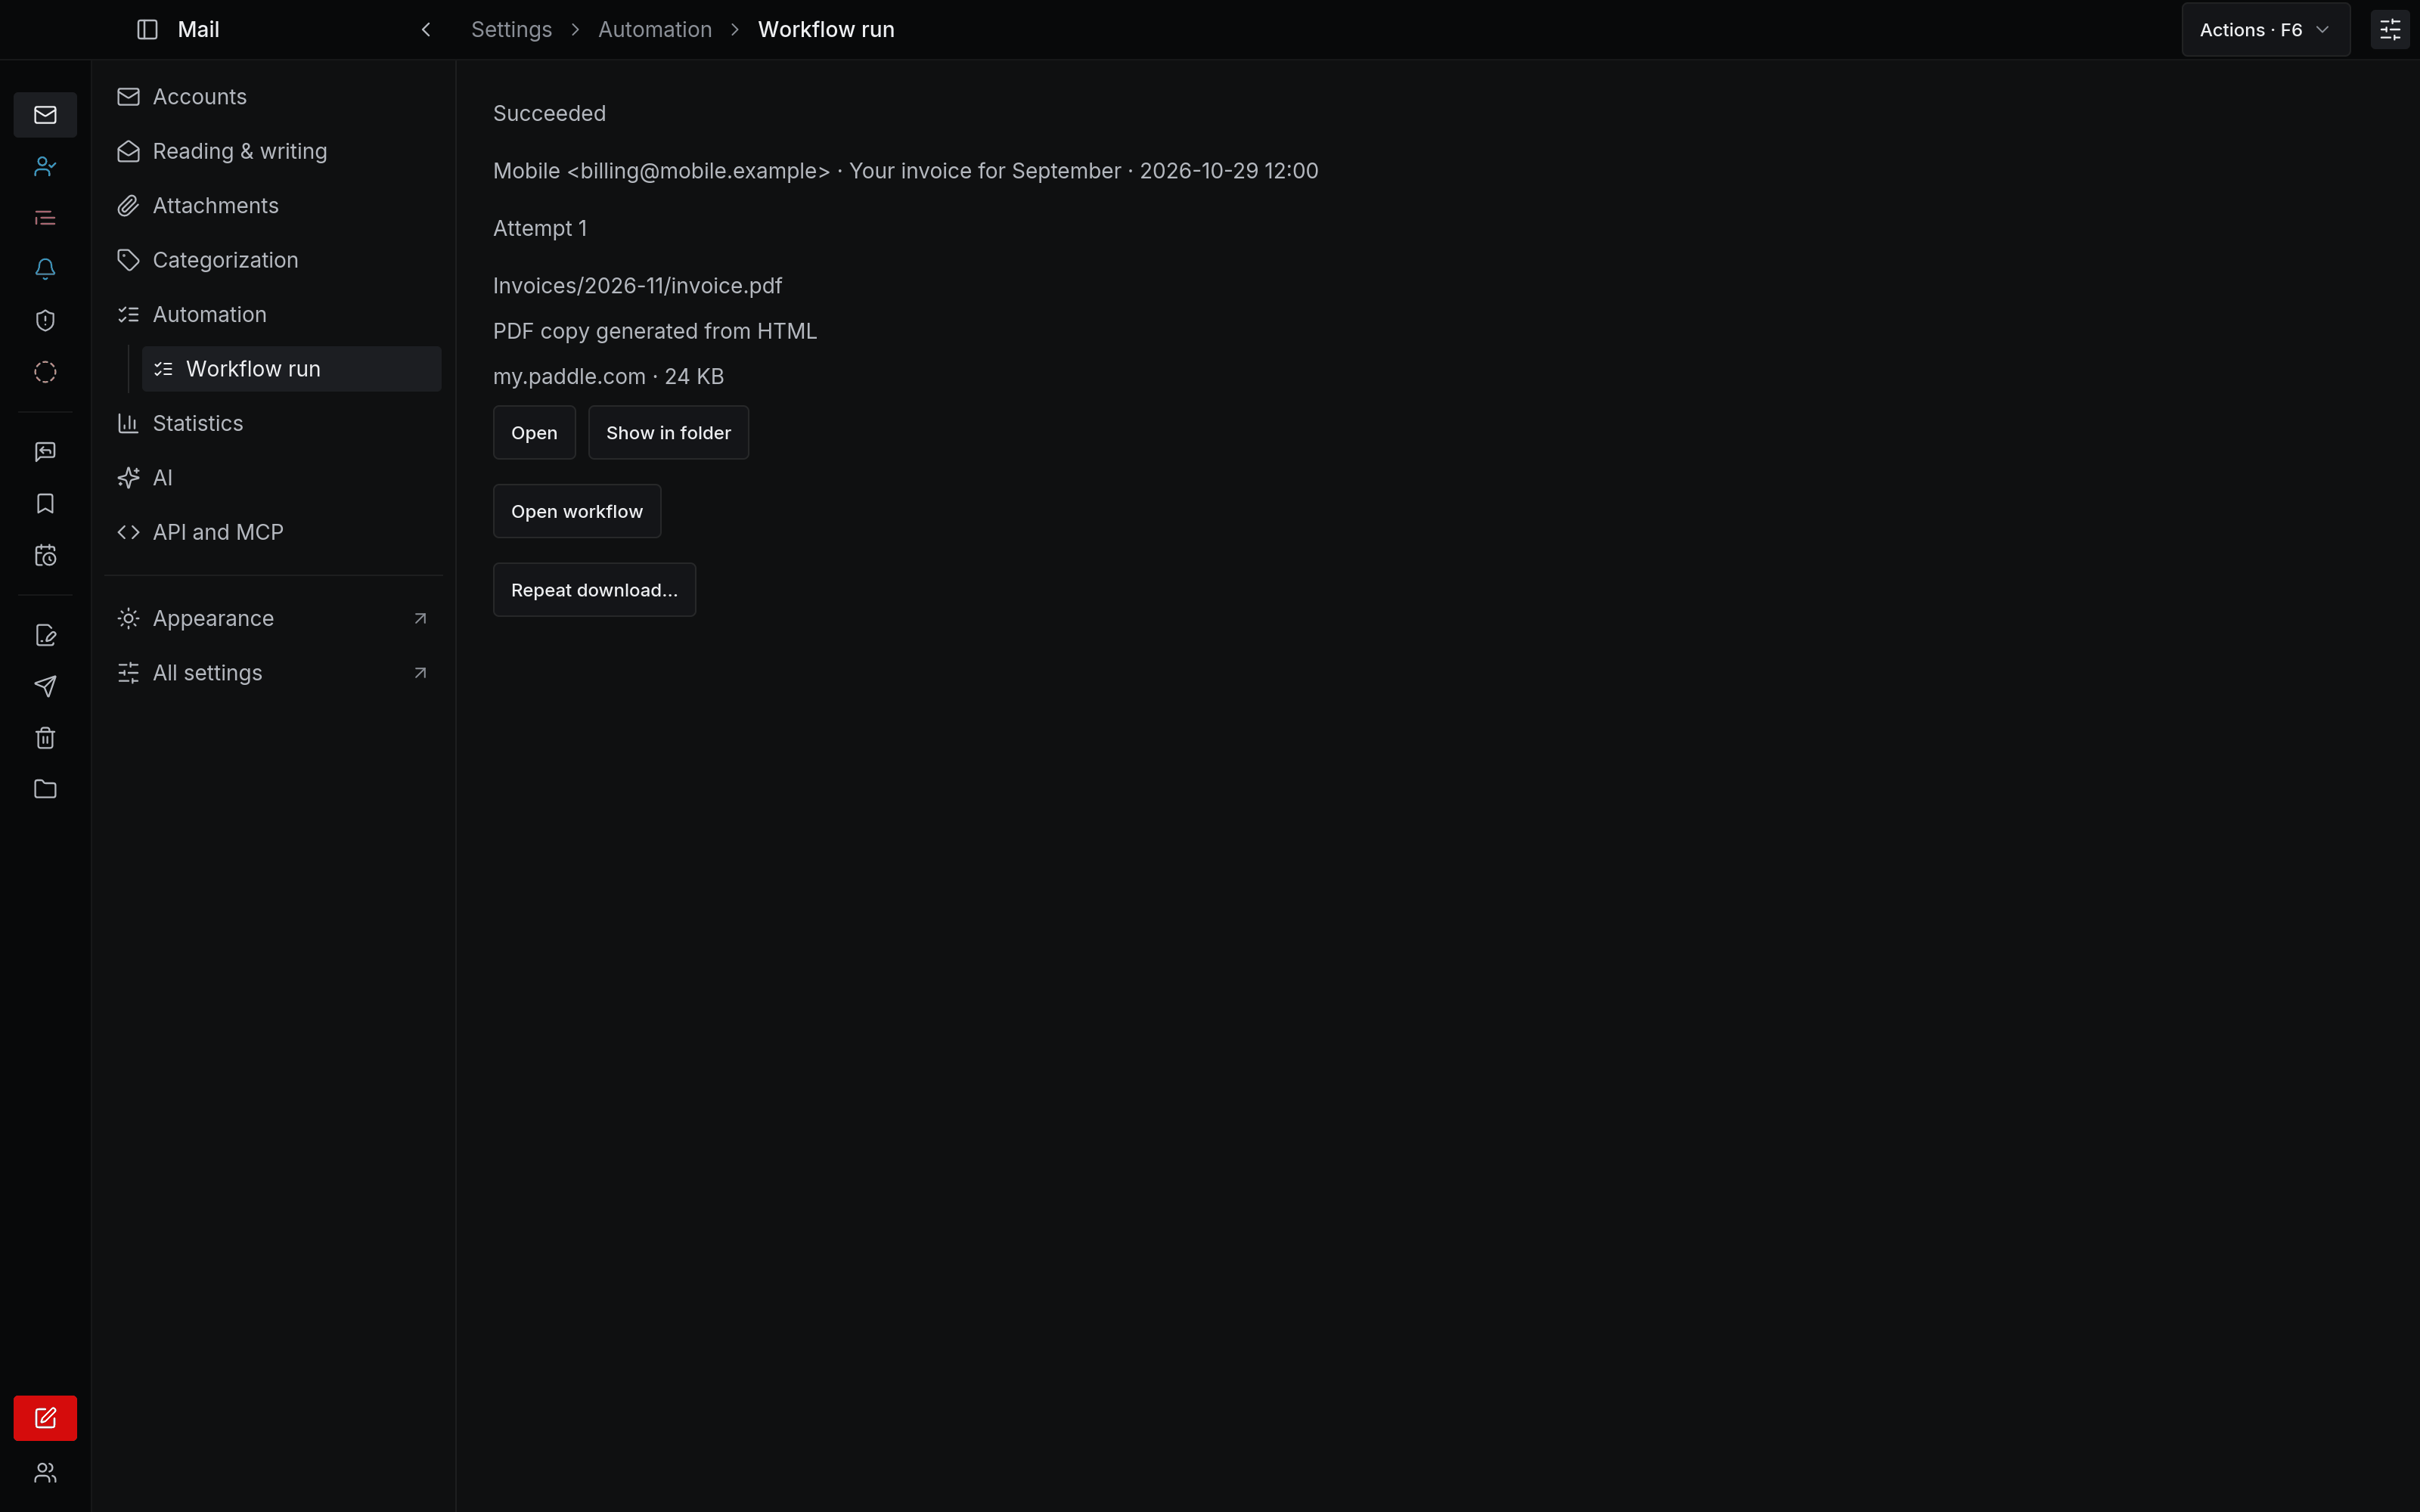 Mail
Settings > Automation > Workflow run
Actions · F6
Accounts
Reading & writing
Attachments
Categorization
Automation
Workflow run
Statistics
AI
API and MCP
Appearance
All settings
Succeeded
Mobile <billing@mobile.example> · Your invoice for September · 2026-10-29 12:00
Attempt 1
Invoices/2026-11/invoice.pdf
PDF copy generated from HTML
my.paddle.com · 24 KB
Open
Show in folder
Open workflow
Repeat download...